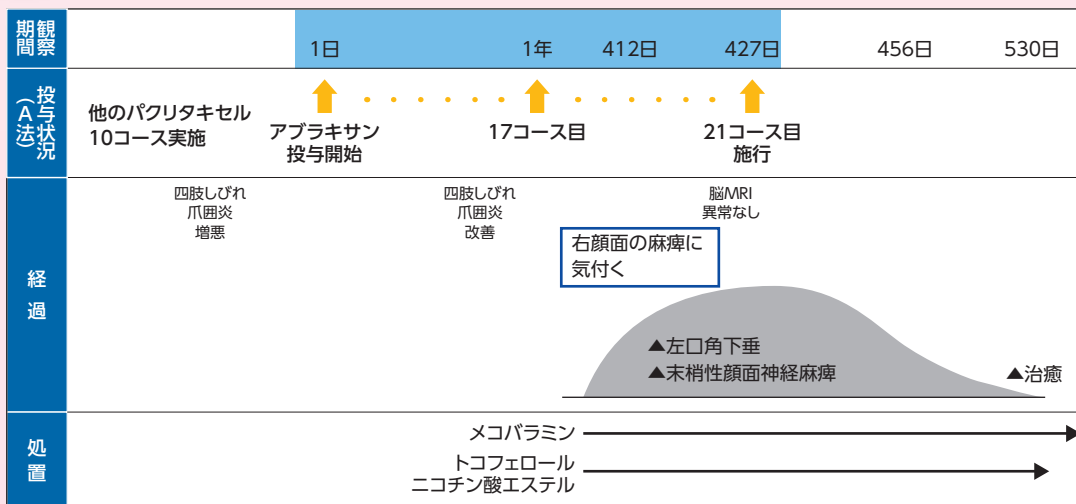 観察期間
1日
1年
412日
427日
456日
530日
投与状況(A法)
他のパクリタキセル
10コース実施
アブラキサン
投与開始
17コース目
21コース目
施行
経過
四肢しびれ
爪囲炎
増悪
四肢しびれ
爪囲炎
改善
脳MRI
異常なし
右顔面の麻痺に
気付く
▲左口角下垂
▲末梢性顔面神経麻痺
▲治癒
処置
メコバラミン
トコフェロール
ニコチン酸エステル